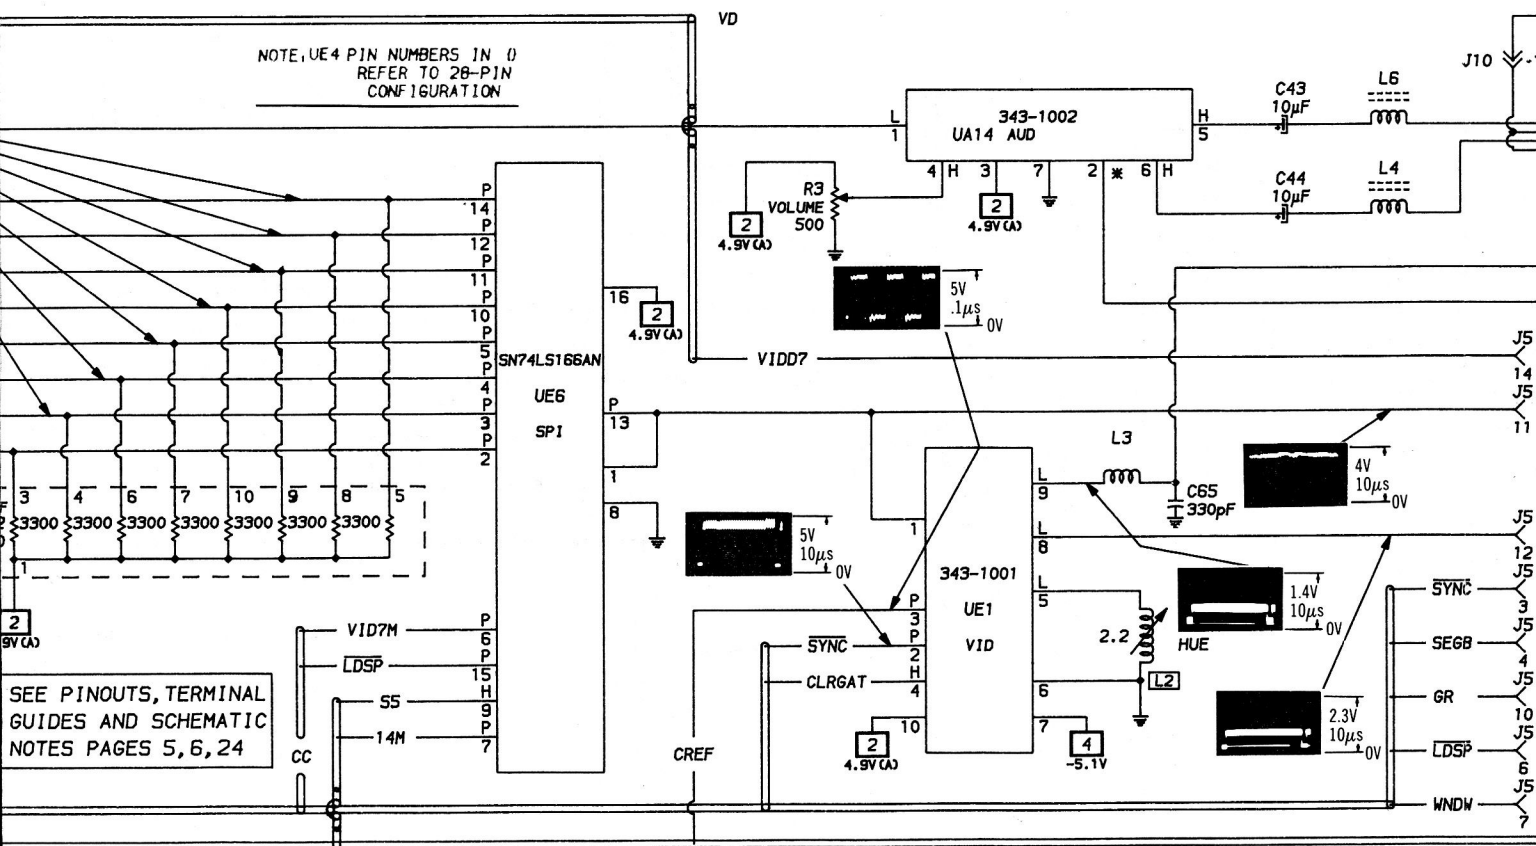 VD
NOTE, UE4 PIN NUMBERS IN ()
REFER TO 28-PIN
CONFIGURATION
J10
343-1002
UA14 AUD
L
1
H
5
4 H
3
7
2 *
6 H
C43
10µF
L6
C44
10µF
L4
R3
VOLUME
500
2
4.9V(A)
2
4.9V(A)
5V
.1µs
0V
P
14
P
12
P
11
P
10
P
5
P
4
P
3
P
2
SN74LS166AN
UE6
SPI
16
2
4.9V(A)
P
13
1
8
VIDD7
J5
14
J5
11
4V
10µs
0V
3 4 6 7 10 9 8 5
3300 3300 3300 3300 3300 3300 3300
1
2
9V(A)
5V
10µs
0V
L3
C65
330pF
L
9
L
8
L
5
6
7
1
343-1001
UE1
VID
P
3
P
2
H
4
10
2.2
L2
HUE
1.4V
10µs
0V
J5
12
2.3V
10µs
0V
4
-5.1V
2
4.9V(A)
SYNC
CLRGAT
CREF
VID7M
P
6
LDSP
P
15
S5
H
9
14M
P
7
CC
SEE PINOUTS, TERMINAL
GUIDES AND SCHEMATIC
NOTES PAGES 5, 6, 24
SYNC
J5
3
SEGB
J5
4
GR
J5
10
LDSP
J5
6
WNDW
J5
7